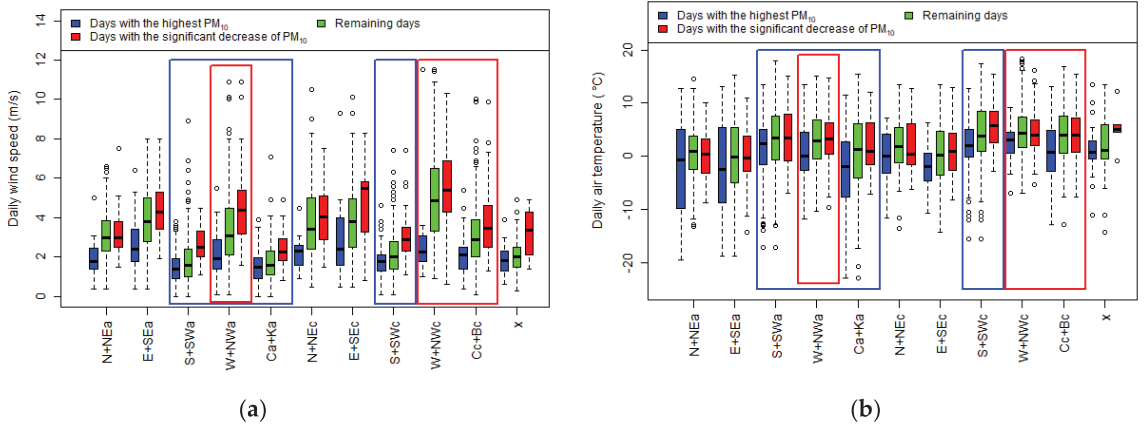 Days with the highest PM10
Remaining days
Days with the significant decrease of PM10
Daily wind speed (m/s)
14
12
10
8
6
4
2
0
N+NEa
E+SEa
S+SWa
W+NWa
Ca+Ka
N+NEc
E+SEc
S+SWc
W+NWc
Cc+Bc
x
(a)
Days with the highest PM10
Remaining days
Days with the significant decrease of PM10
Daily air temperature ( °C)
20
10
0
-10
-20
N+NEa
E+SEa
S+SWa
W+NWa
Ca+Ka
N+NEc
E+SEc
S+SWc
W+NWc
Cc+Bc
X
(b)